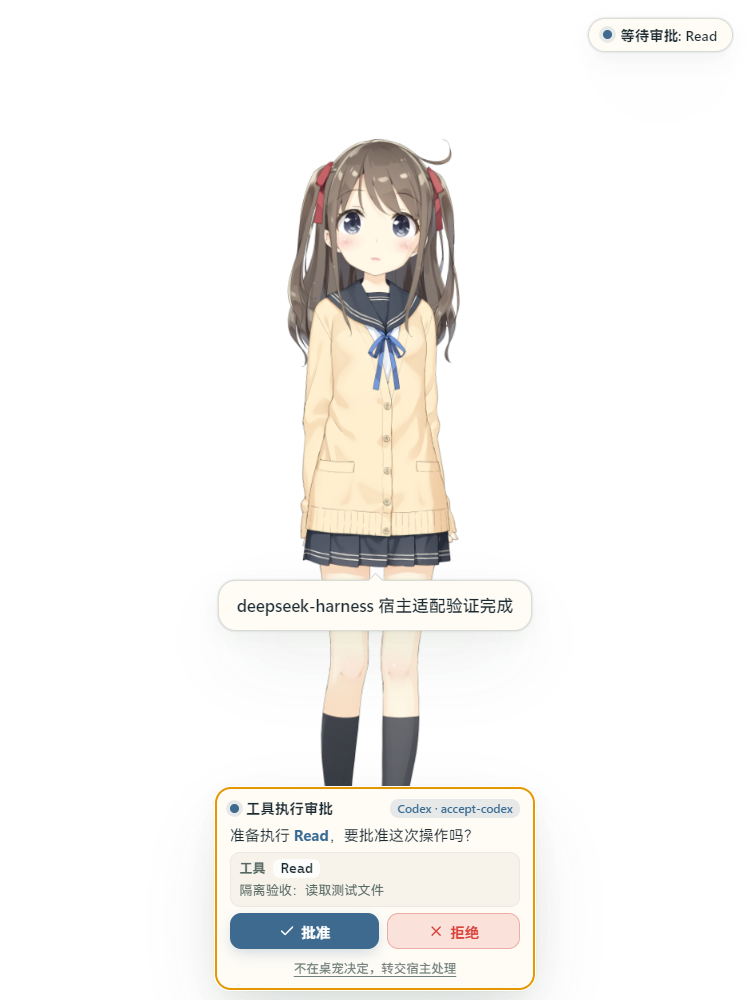 等待审批: Read
deepseek-harness 宿主适配验证完成
工具执行审批
Codex · accept-codex
准备执行 Read，要批准这次操作吗？
工具 Read
隔离验收：读取测试文件
批准
拒绝
不在桌宠决定，转交宿主处理